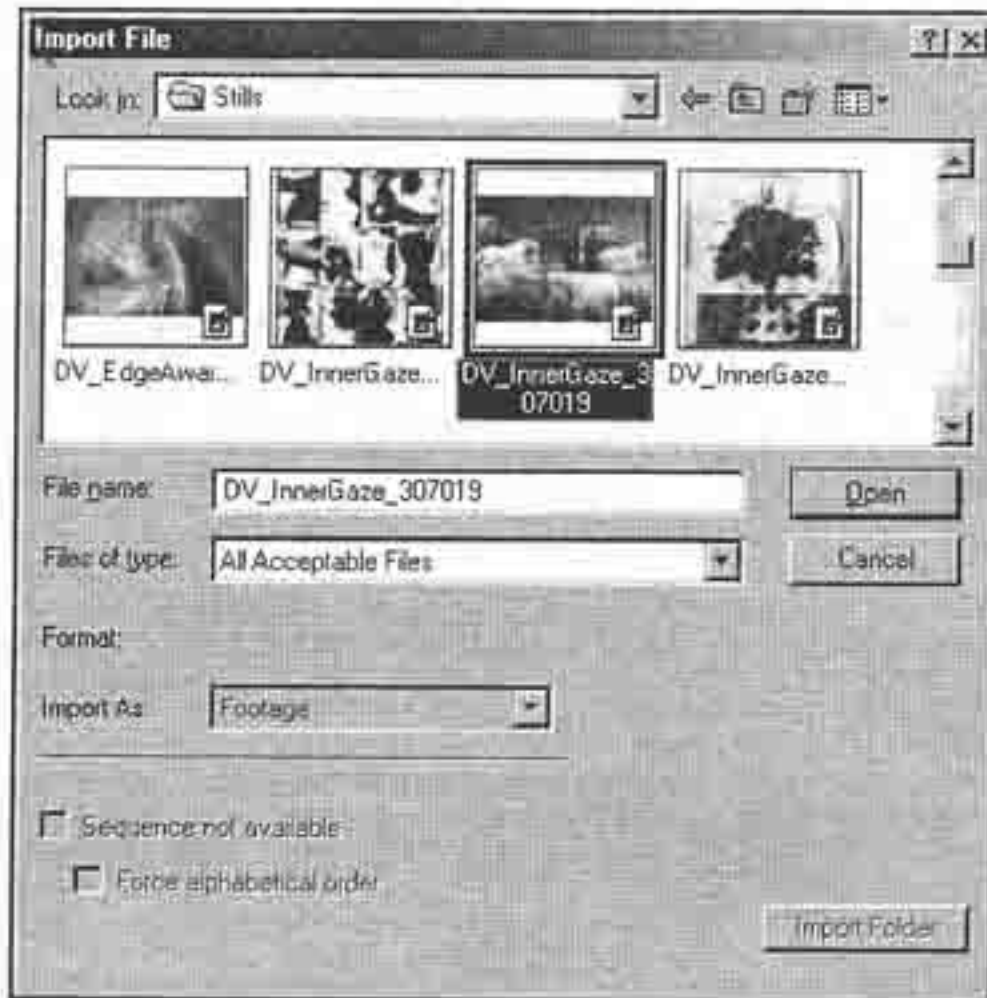 Import File
Look in: Stills
DV_EdgeAwar... DV_InnerGaze... DV_InnerGaze_3 DV_InnerGaze...
07019
File name: DV_InnerGaze_307019 Open
Files of type: All Acceptable Files Cancel
Format:
Import As Footage
Sequence not available
Force alphabetical order
Import Folder